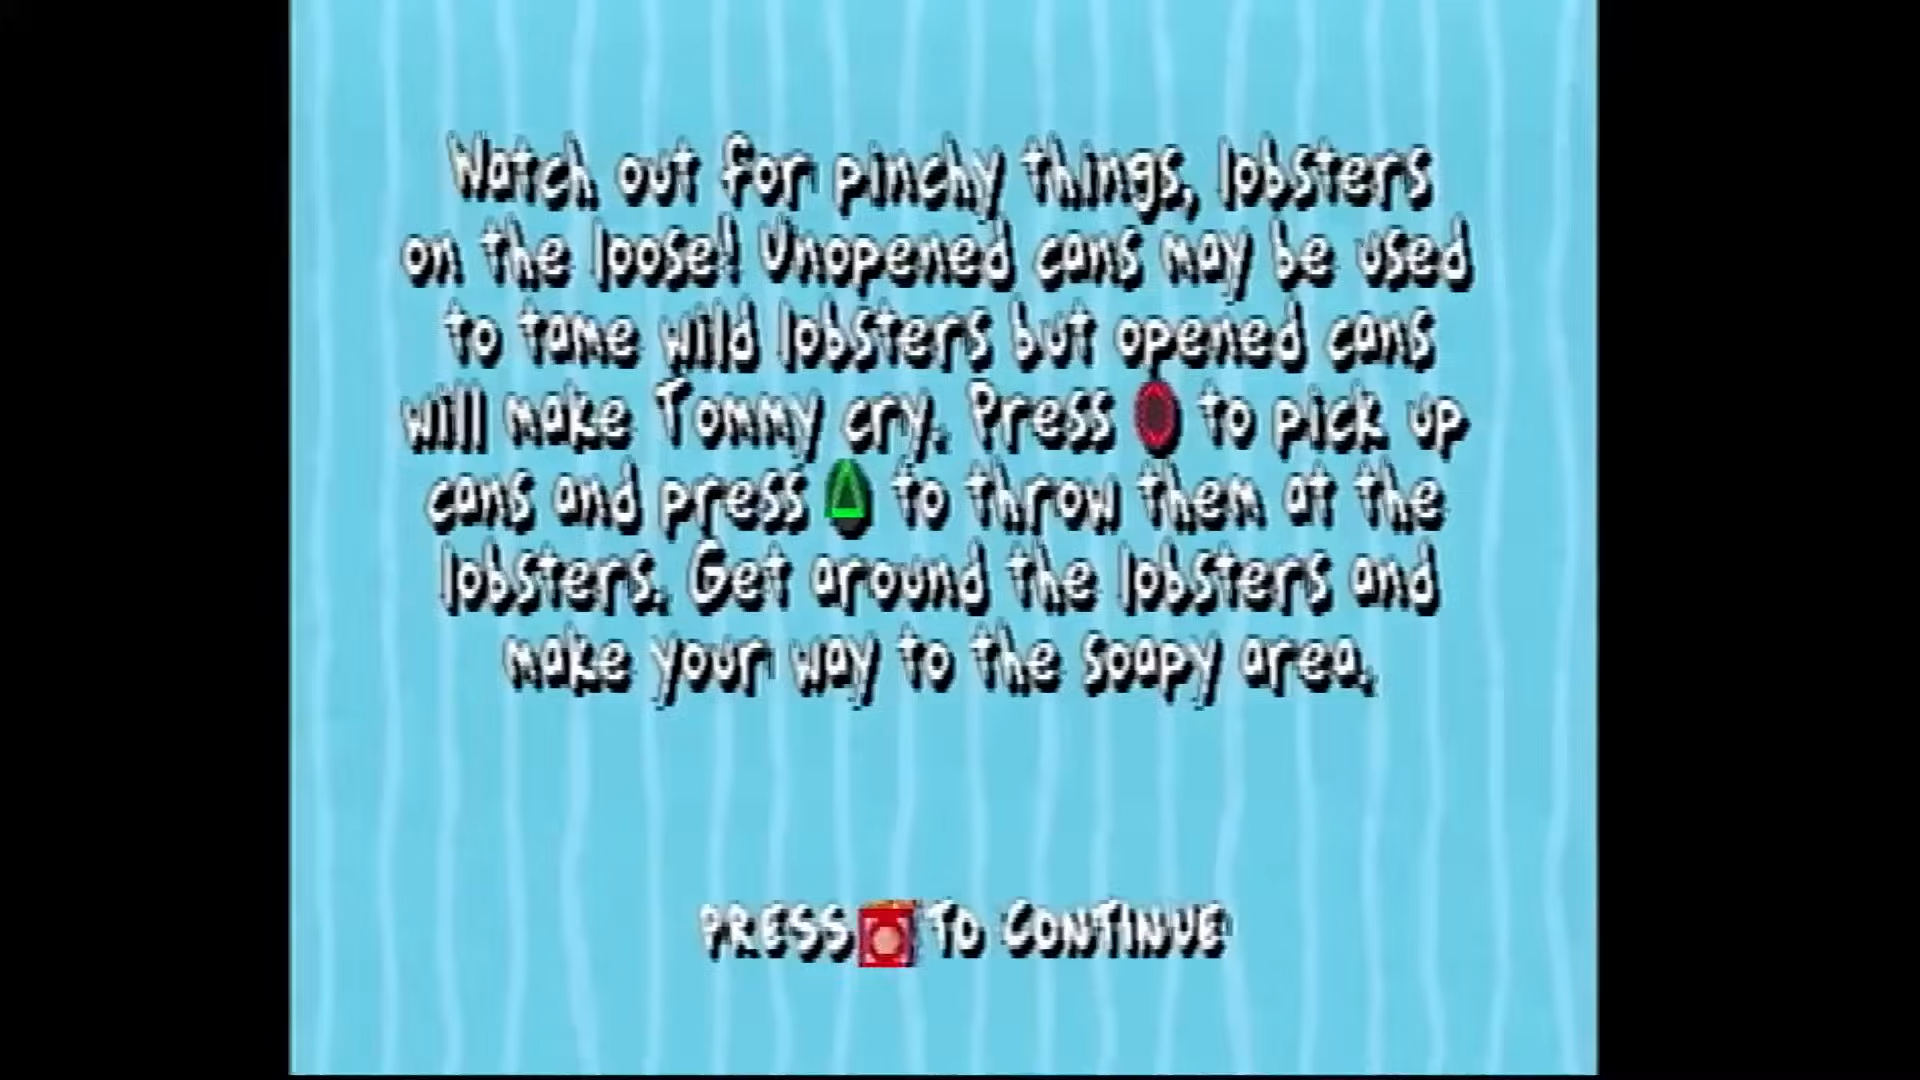 Watch out for pinchy things, lobsters
on the loose! Unopened cans may be used
to tame wild lobsters but opened cans
will make Tommy cry. Press to pick up
cans and press to throw them at the
lobsters. Get around the lobsters and
make your way to the soapy area.
PRESS TO CONTINUE